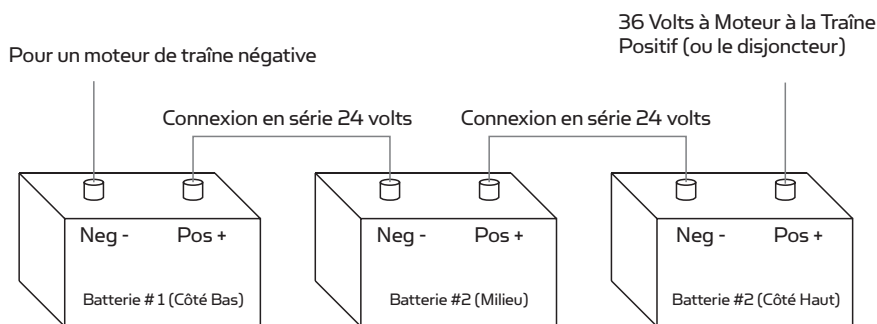 36 Volts à Moteur à la Traîne
Positif (ou le disjoncteur)
Pour un moteur de traîne négative
Connexion en série 24 volts
Connexion en série 24 volts
Neg -
Pos +
Neg -
Pos +
Neg -
Pos +
Batterie # 1 (Côté Bas)
Batterie #2 (Milieu)
Batterie #2 (Côté Haut)